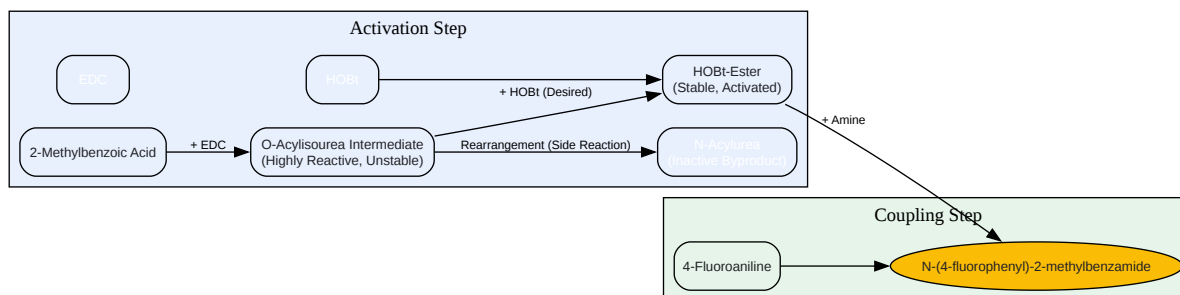 Activation Step
EDC
HOBt
HOBt-Ester
(Stable, Activated)
+ HOBt (Desired)
2-Methylbenzoic Acid
+ EDC
O-Acylisourea Intermediate
(Highly Reactive, Unstable)
Rearrangement (Side Reaction)
N-Acylurea
(Inactive Byproduct)
+ Amine
Coupling Step
4-Fluoroaniline
N-(4-fluorophenyl)-2-methylbenzamide